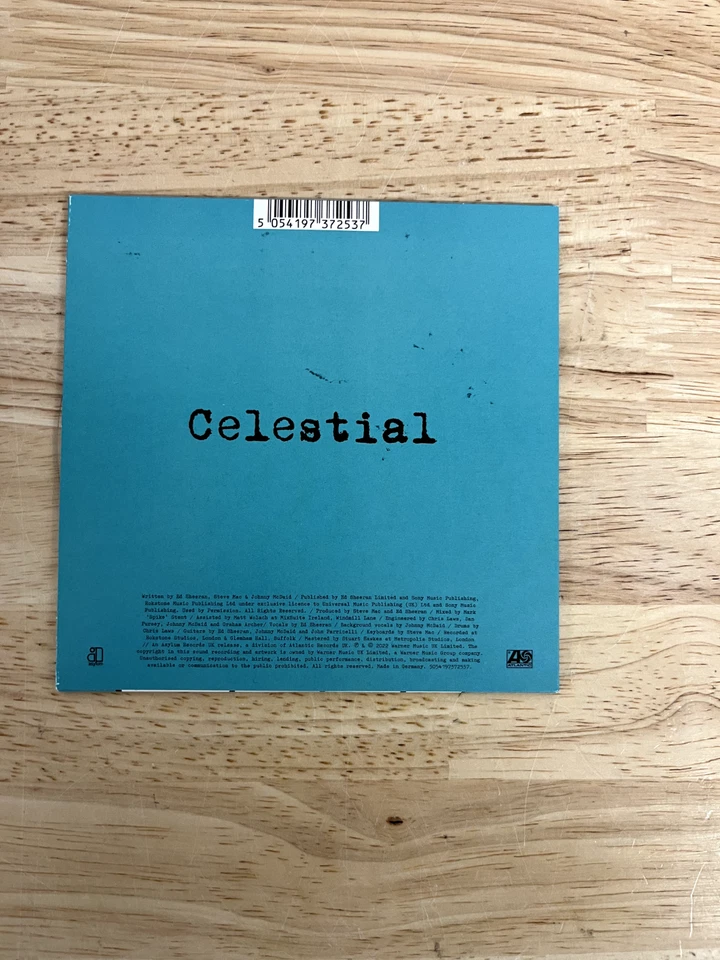 5 054197 372537
Celestial
Written by Ed Sheeran, Steve Mac & Johnny McDaid / Published by Ed Sheeran Limited and Sony Music Publishing,
Rokstone Music Publishing Ltd under exclusive licence to Universal Music Publishing (UK) Ltd and Sony Music
Publishing. Used by Permission. All Rights Reserved. / Produced by Steve Mac and Ed Sheeran / Mixed by Mark
'Spike' Stent / assisted by Matt Wolach at Ireland, Windmill Lane / Engineered by Chris Laws, Dan
Pursey, Johnny McDaid and Graham Archer/ Vocals by Ed Sheeran / background vocals by Johnny McDaid / Drums by
Chris Laws / Guitars by Ed Sheeran, Johnny McDaid and John Parricelli / Keyboards by Steve Mac / Recorded at
Rokstone Studios, London & Suffolk / Mastered by Stuart Hawkes at Metropolis Studios, London
// An Asylum Records UK release, a division of Atlantic Records UK. ℗ & © 2022 Warner Music UK Limited. The
copyright in this sound recording and artwork is owned by Warner Music UK Limited, a Warner Music Group company.
Unauthorised copying, reproduction, hiring, lending, public performance, distribution, broadcasting and making
available or communication to the public prohibited. All rights reserved. Made in Germany. 5054197372537.